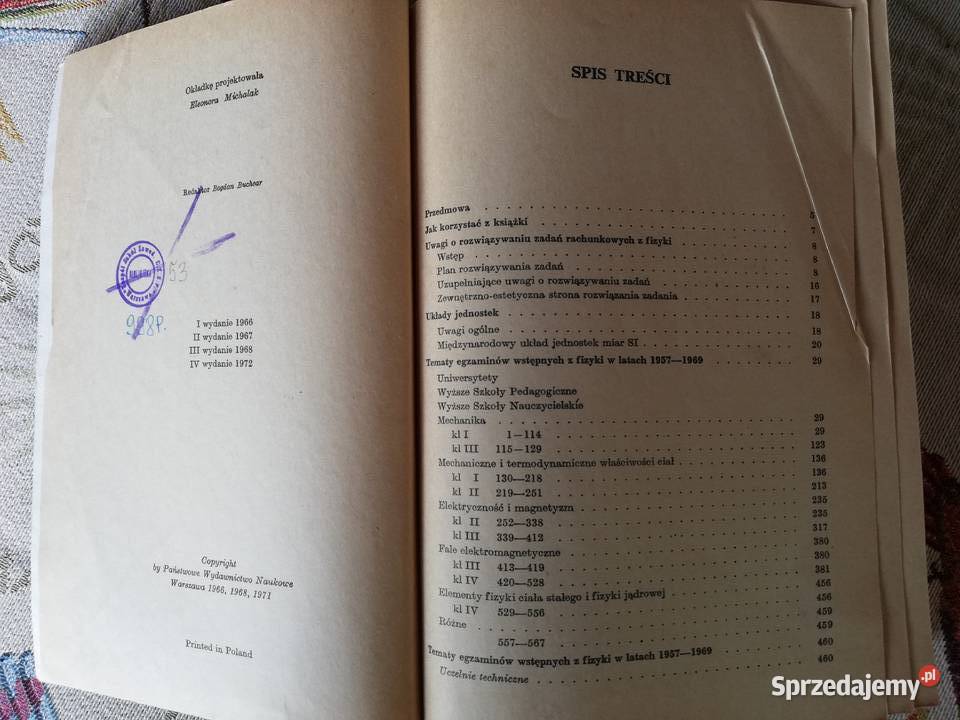 Okładkę projektowała
Eleonora Michalak
Redaktor Bogdan Buchcar
53
928P.
I wydanie 1966
II wydanie 1967
III wydanie 1968
IV wydanie 1972
Copyright
by Państwowe Wydawnictwo Naukowe
Warszawa 1966, 1968, 1971
Printed in Poland
SPIS TREŚCI
Przedmowa 5
Jak korzystać z książki 7
Uwagi o rozwiązywaniu zadań rachunkowych z fizyki 8
Wstęp 8
Plan rozwiązywania zadań 8
Uzupełniające uwagi o rozwiązywaniu zadań 16
Zewnętrzno-estetyczna strona rozwiązania zadania 17
Układy jednostek 18
Uwagi ogólne 18
Międzynarodowy układ jednostek miar SI 20
Tematy egzaminów wstępnych z fizyki w latach 1957—1969 29
Uniwersytety
Wyższe Szkoły Pedagogiczne
Wyższe Szkoły Nauczycielskie
Mechanika 29
kl I 1—114 29
kl III 115—129 123
Mechaniczne i termodynamiczne właściwości ciał 136
kl I 130—218 136
kl II 219—251 213
Elektryczność i magnetyzm 235
kl II 252—338 235
kl III 339—412 317
Fale elektromagnetyczne 380
kl III 413—419 380
kl IV 420—528 381
Elementy fizyki ciała stałego i fizyki jądrowej 456
kl IV 529—556 456
Różne 459
557—567 459
Tematy egzaminów wstępnych z fizyki w latach 1957—1969 460
Uczelnie techniczne 460
Sprzedajemy.pl